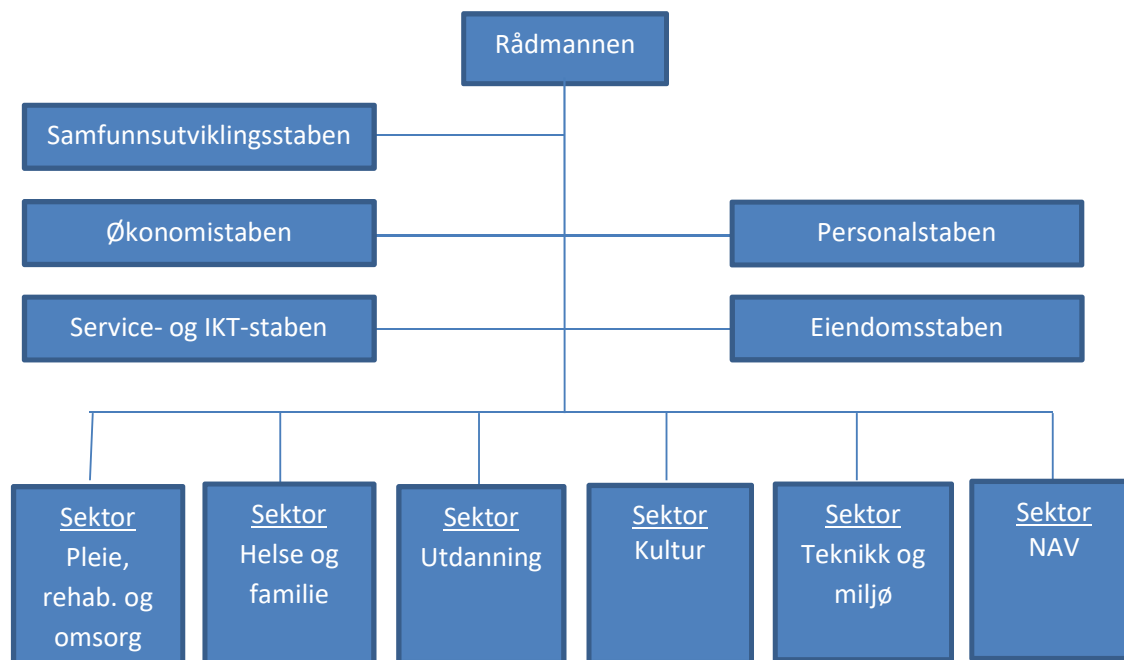 Rådmannen
Samfunnsutviklingsstaben
Økonomistaben
Personalstaben
Service- og IKT-staben
Eiendomsstaben
Sektor
Pleie,
rehab. og
omsorg
Sektor
Helse og
familie
Sektor
Utdanning
Sektor
Kultur
Sektor
Teknikk og
miljø
Sektor
NAV